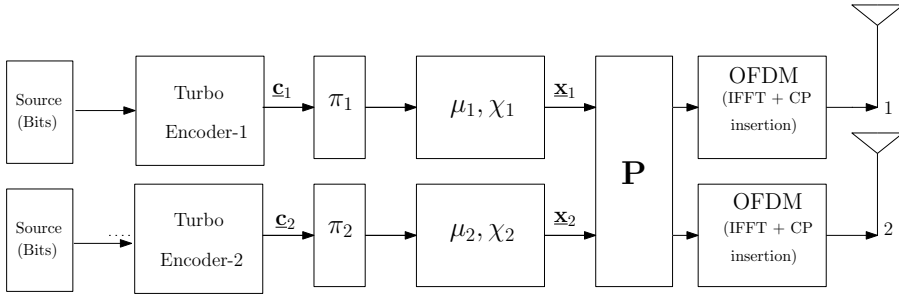 Source
(Bits)
Turbo
Encoder-1
c₁
π₁
μ₁, χ₁
x₁
P
OFDM
(IFFT + CP
insertion)
1
Source
(Bits)
.....
Turbo
Encoder-2
c₂
π₂
μ₂, χ₂
x₂
OFDM
(IFFT + CP
insertion)
2